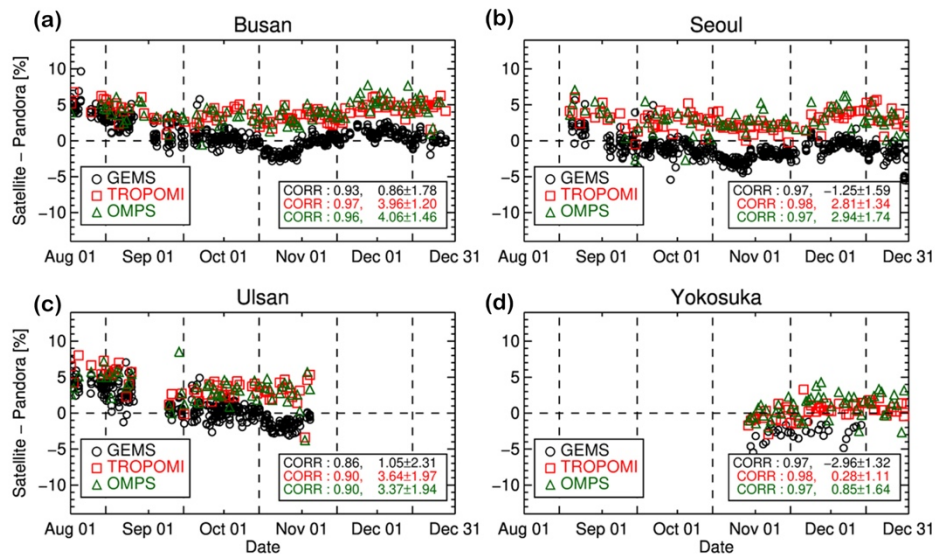 (a) Busan
Satellite – Pandora [%]
10
5
0
−5
−10
GEMS
TROPOMI
OMPS
CORR : 0.93, 0.86±1.78
CORR : 0.97, 3.96±1.20
CORR : 0.96, 4.06±1.46
Aug 01 Sep 01 Oct 01 Nov 01 Dec 01 Dec 31
(b) Seoul
10
5
0
−5
−10
GEMS
TROPOMI
OMPS
CORR : 0.97, −1.25±1.59
CORR : 0.98, 2.81±1.34
CORR : 0.97, 2.94±1.74
Aug 01 Sep 01 Oct 01 Nov 01 Dec 01 Dec 31
(c) Ulsan
Satellite – Pandora [%]
10
5
0
−5
−10
GEMS
TROPOMI
OMPS
CORR : 0.86, 1.05±2.31
CORR : 0.90, 3.64±1.97
CORR : 0.90, 3.37±1.94
Aug 01 Sep 01 Oct 01 Nov 01 Dec 01 Dec 31
Date
(d) Yokosuka
10
5
0
−5
−10
GEMS
TROPOMI
OMPS
CORR : 0.97, −2.96±1.32
CORR : 0.98, 0.28±1.11
CORR : 0.97, 0.85±1.64
Aug 01 Sep 01 Oct 01 Nov 01 Dec 01 Dec 31
Date